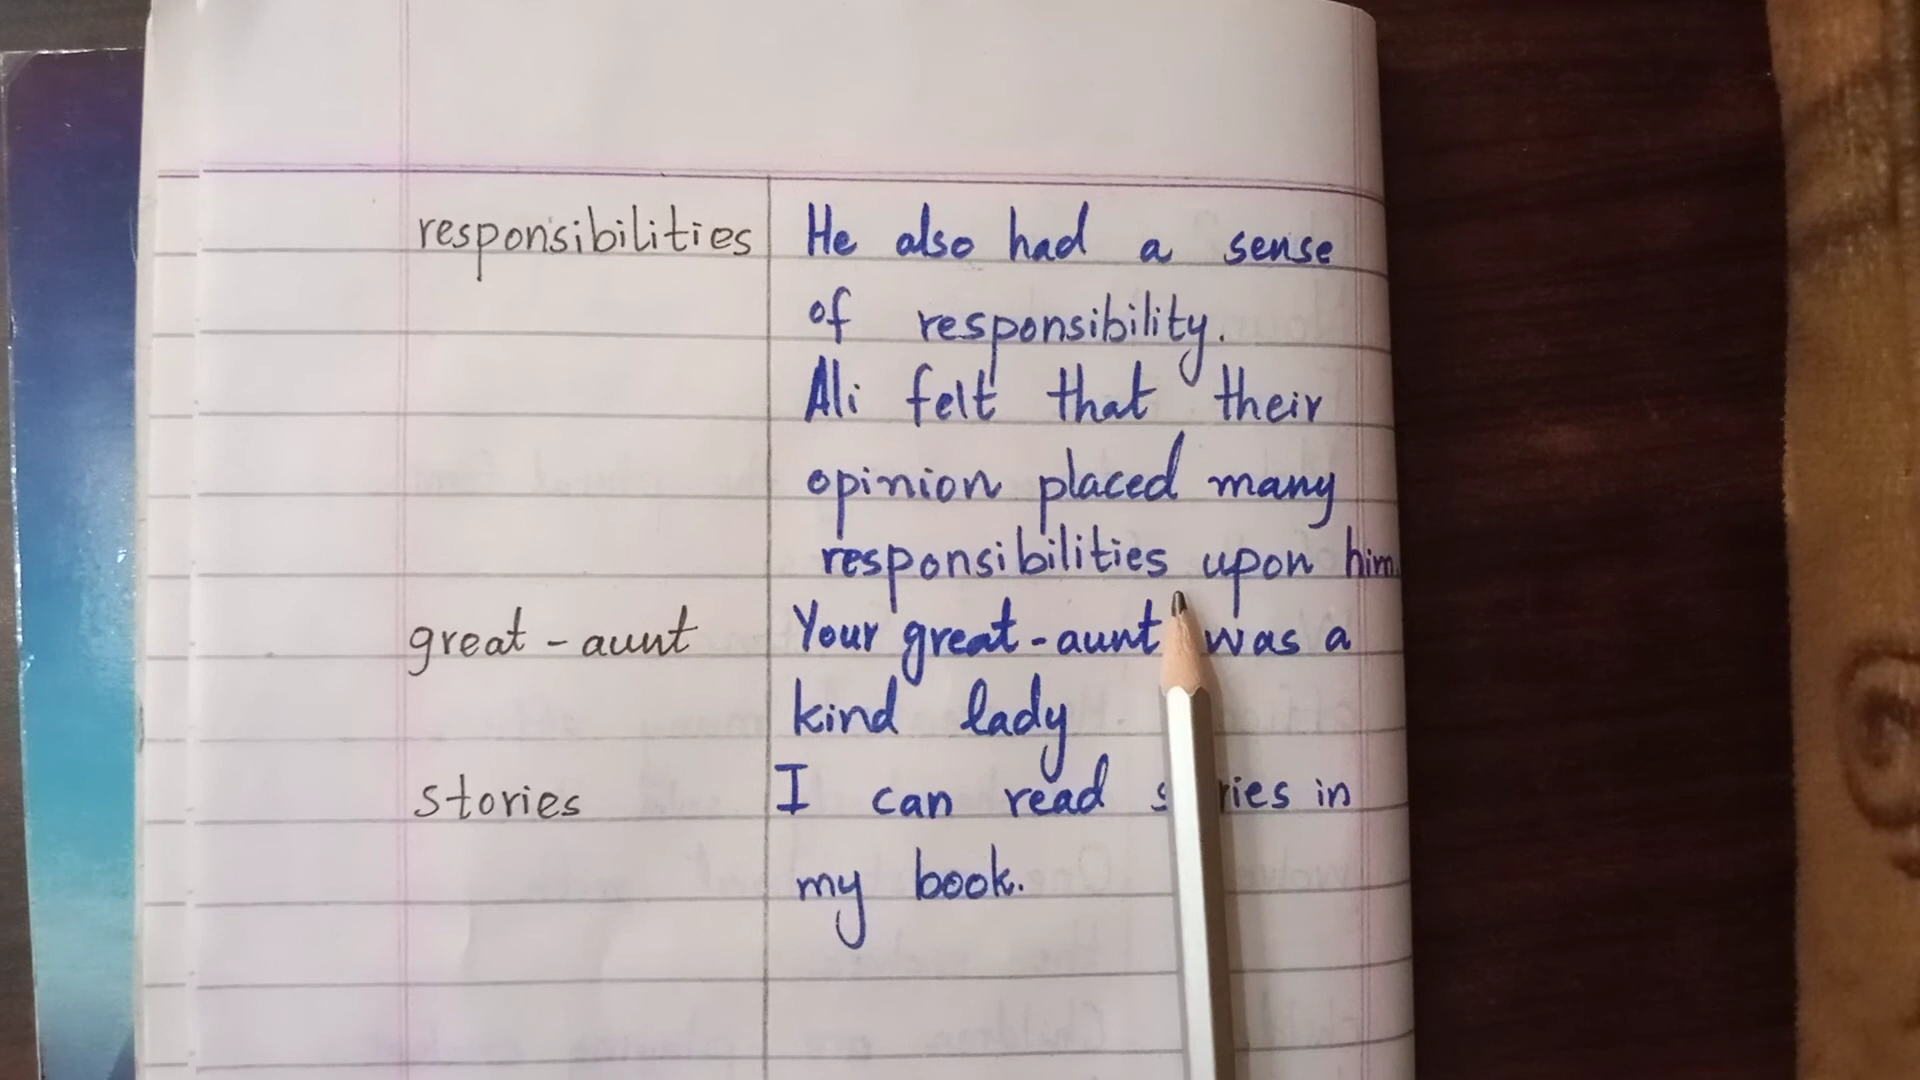 responsibilities He also had a sense
of responsibility.
Ali felt that their
opinion placed many
responsibilities upon him.
great-aunt Your great-aunt was a
kind lady
stories I can read in
my book.